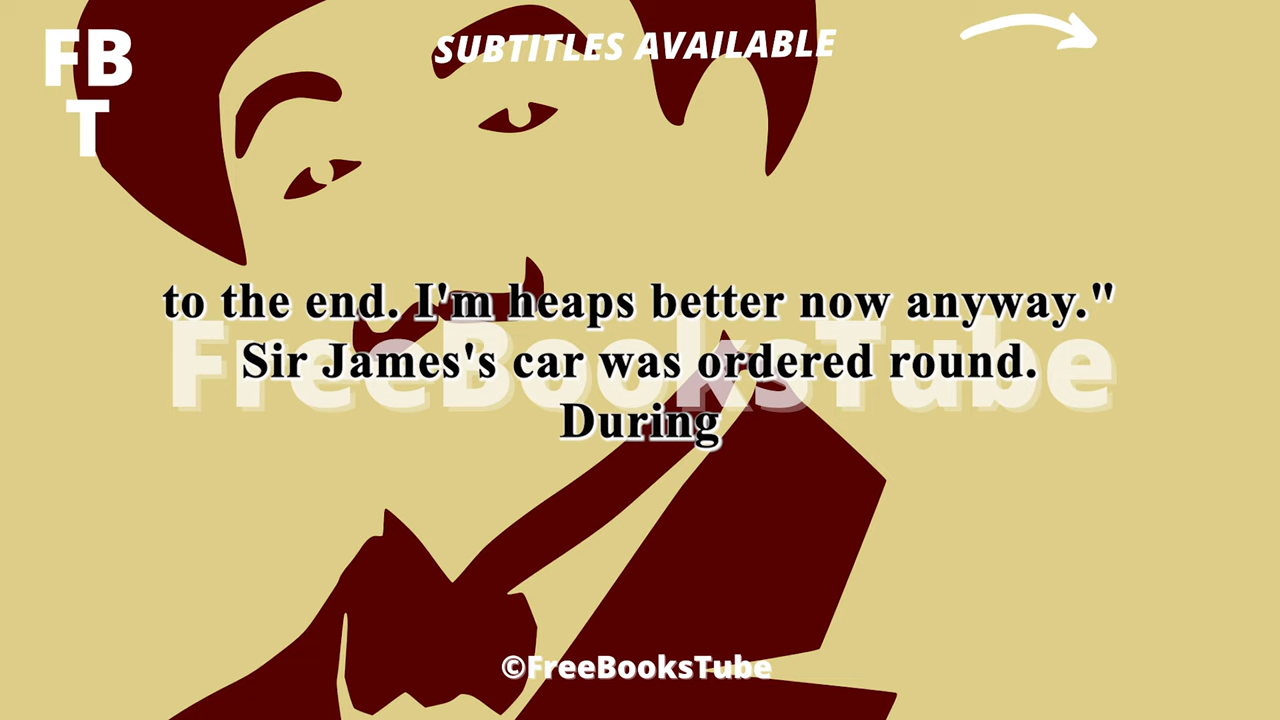 FB
T
SUBTITLES AVAILABLE
to the end. I'm heaps better now anyway."
FreeBooksTube
Sir James's car was ordered round.
During
©FreeBooksTube